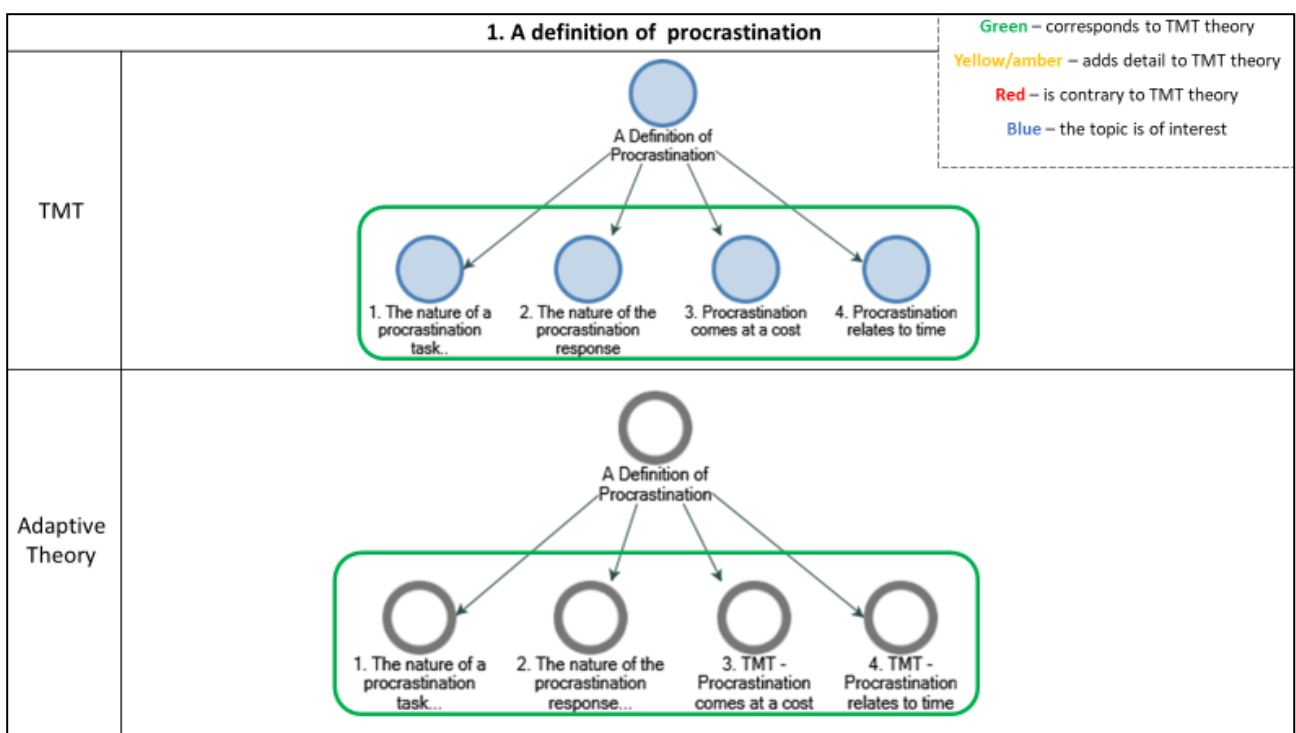 1. A definition of procrastination
Green – corresponds to TMT theory
Yellow/amber – adds detail to TMT theory
Red – is contrary to TMT theory
Blue – the topic is of interest
TMT
A Definition of
Procrastination
1. The nature of a
procrastination
task..
2. The nature of the
procrastination
response
3. Procrastination
comes at a cost
4. Procrastination
relates to time
Adaptive
Theory
A Definition of
Procrastination
1. The nature of a
procrastination
task...
2. The nature of the
procrastination
response...
3. TMT -
Procrastination
comes at a cost
4. TMT -
Procrastination
relates to time